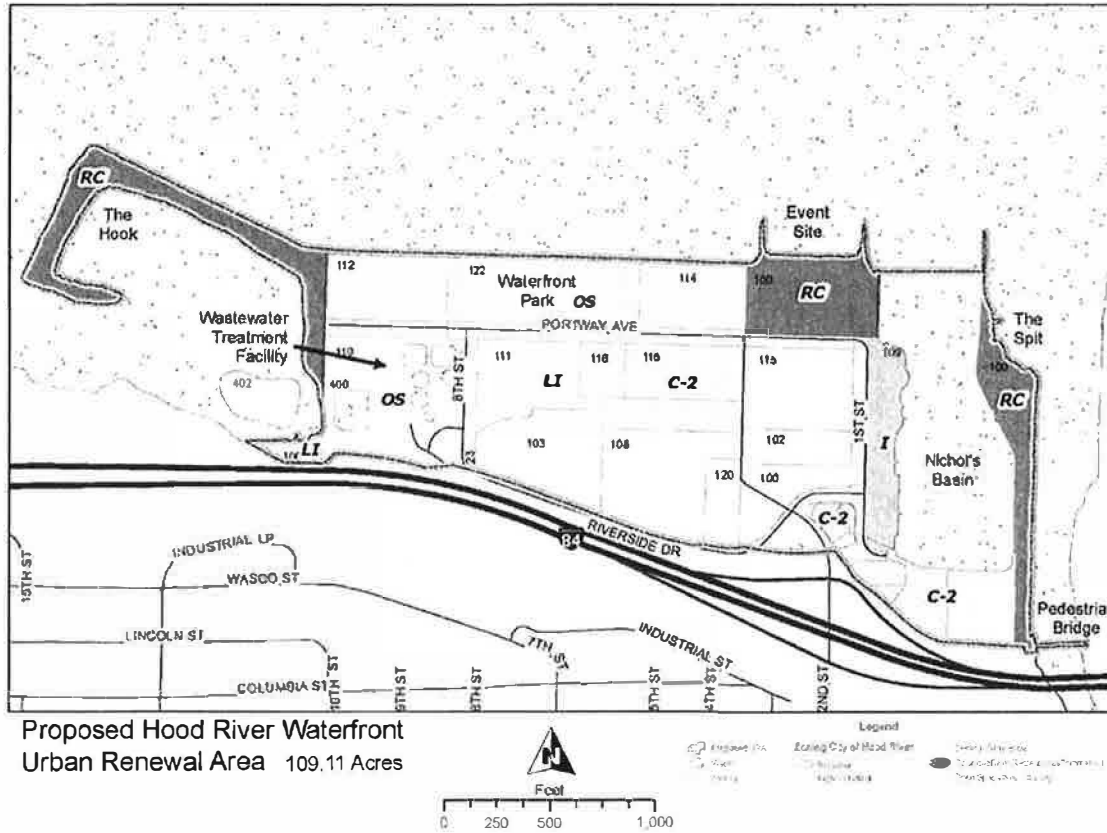 RC
The
Hook
Event
Site
112
122
Waterfront
Park OS
114
100
RC
PORTWAY AVE
The
Spit
Wastewater
Treatment
Facility
110
111
116
116
115
109
100
402
400
OS
8TH ST
LI
C-2
1ST ST
I
RC
LI
23
103
108
102
120
100
Nichol's
Basin
C-2
RIVERSIDE DR
84
C-2
Pedestrian
Bridge
15TH ST
INDUSTRIAL LP
WASCO ST
LINCOLN ST
COLUMBIA ST
10TH ST
9TH ST
8TH ST
7TH ST
INDUSTRIAL ST
5TH ST
4TH ST
2ND ST
Proposed Hood River Waterfront
Urban Renewal Area 109.11 Acres
N
Feet
0 250 500 1,000
Legend
Zoning City of Hood River